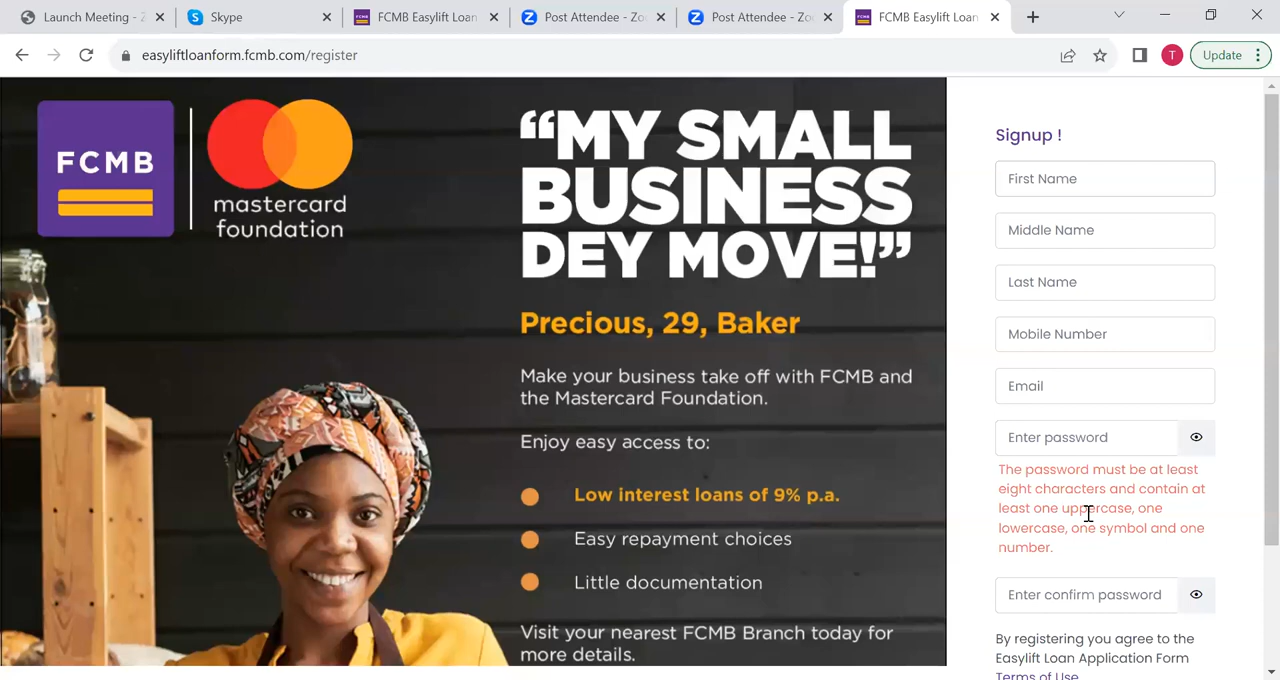 Launch Meeting - Z
Skype
FCMB Easylift Loan
Post Attendee - Zo
Post Attendee - Zo
FCMB Easylift Loan
easyliftloanform.fcmb.com/register
T
Update
FCMB
mastercard
foundation
“MY SMALL
BUSINESS
DEY MOVE!”
Precious, 29, Baker
Make your business take off with FCMB and
the Mastercard Foundation.
Enjoy easy access to:
Low interest loans of 9% p.a.
Easy repayment choices
Little documentation
Visit your nearest FCMB Branch today for
more details.
Signup !
First Name
Middle Name
Last Name
Mobile Number
Email
Enter password
The password must be at least
eight characters and contain at
least one uppercase, one
lowercase, one symbol and one
number.
Enter confirm password
By registering you agree to the
Easylift Loan Application Form
Terms of Use